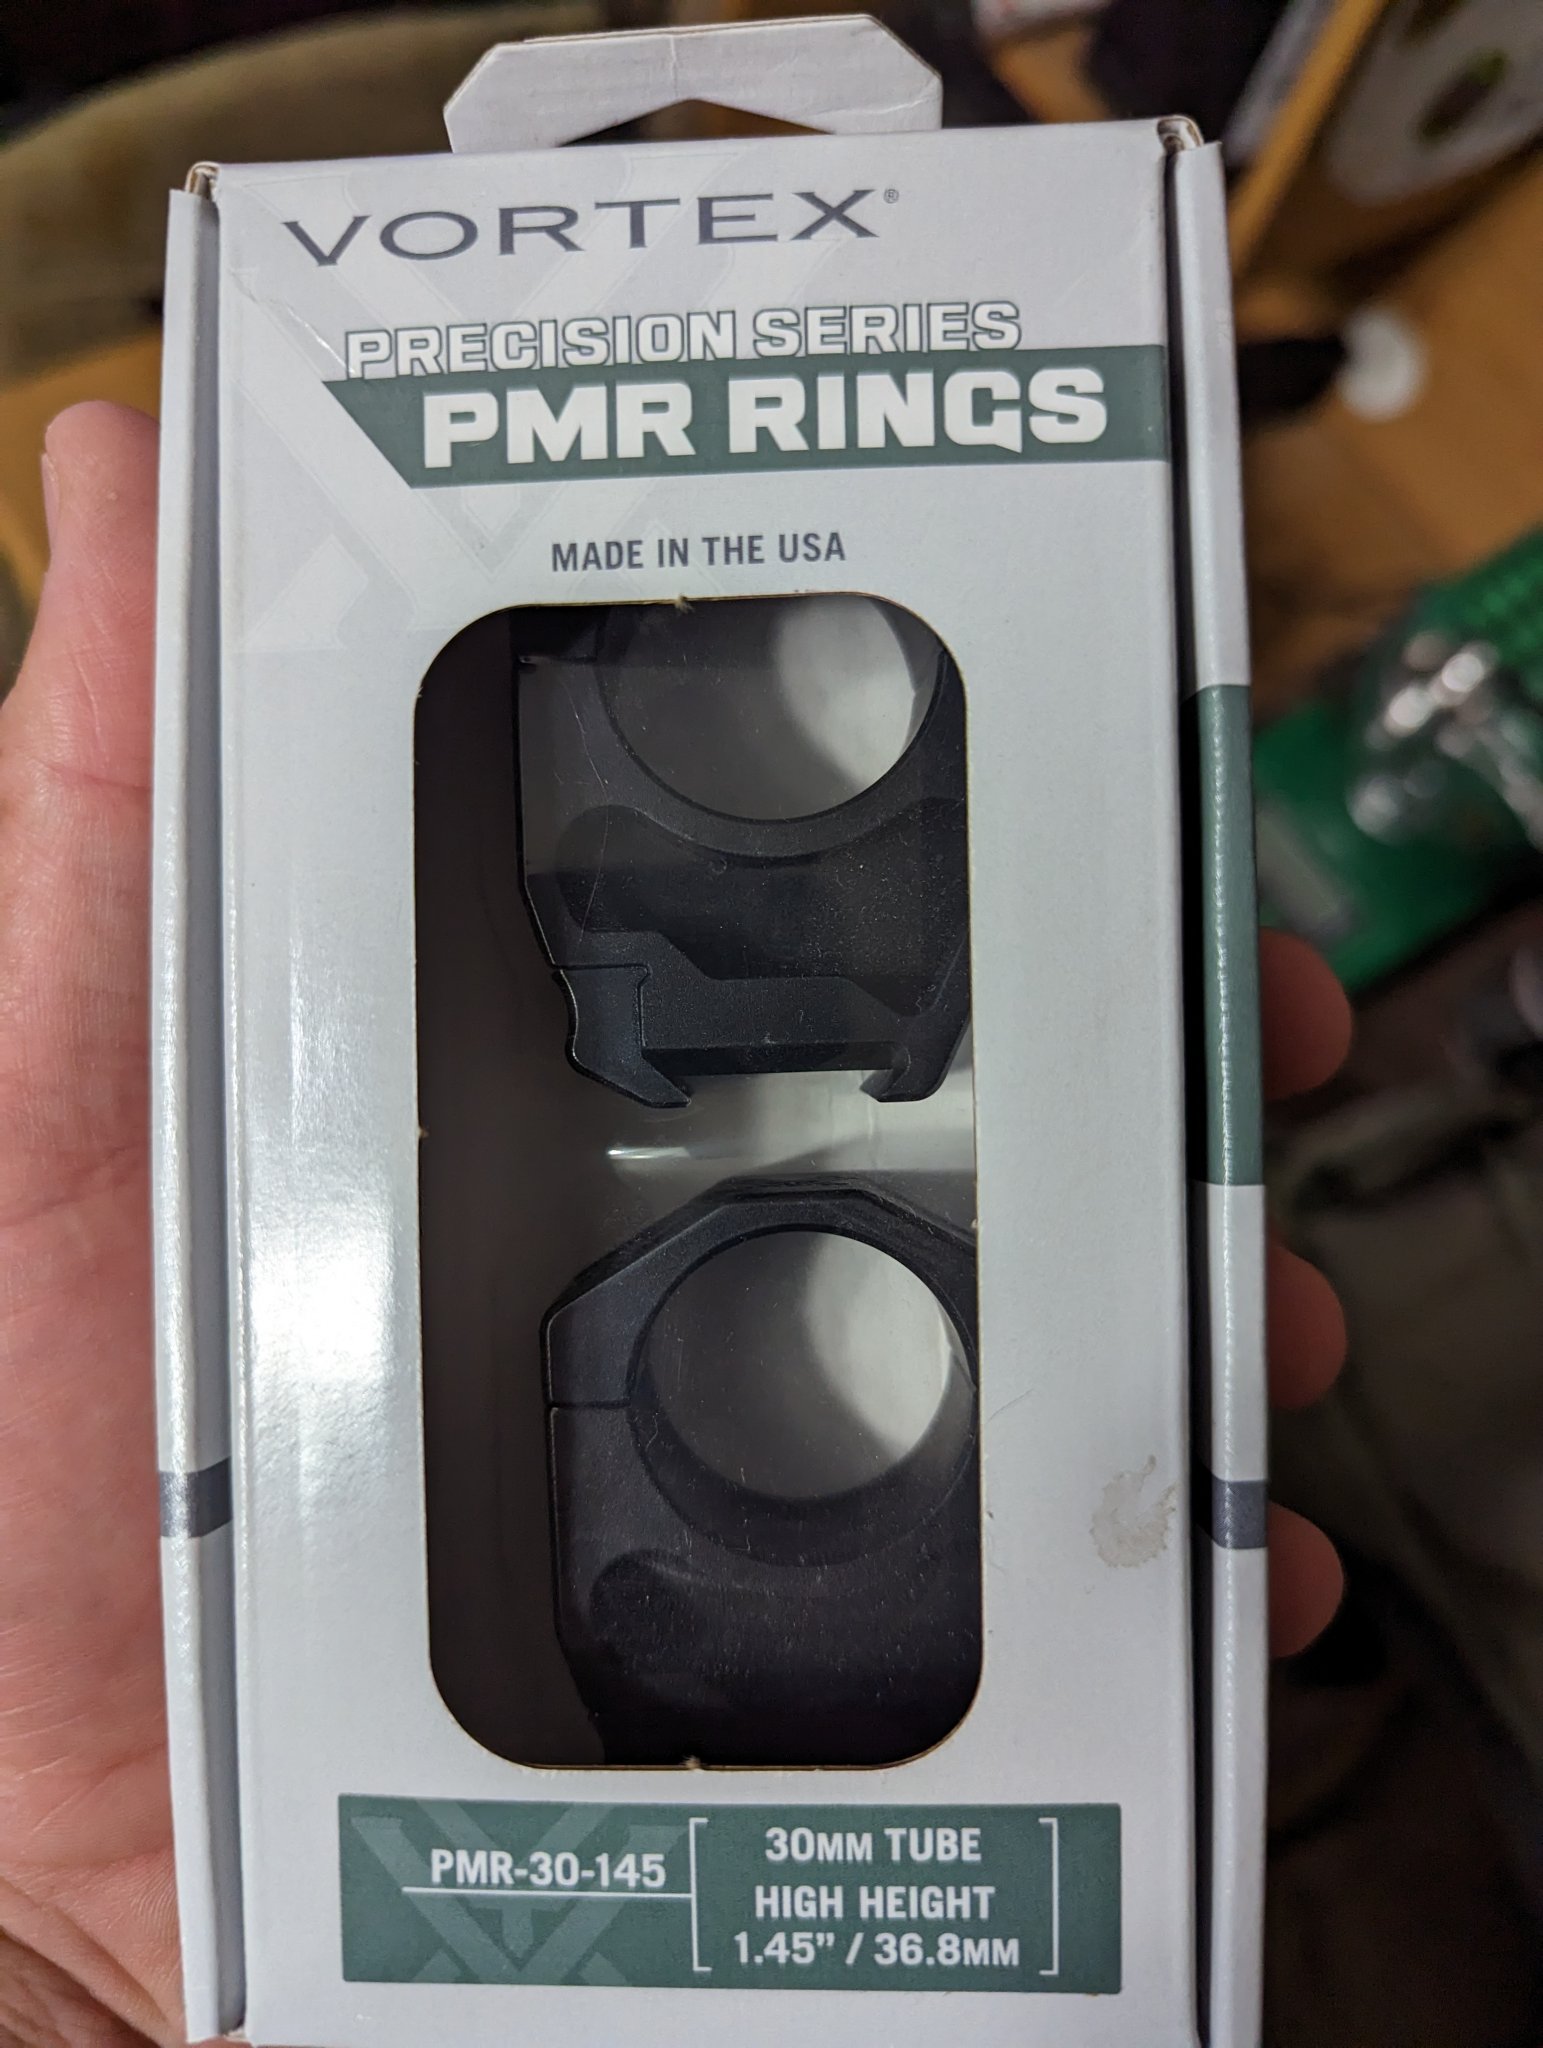 VORTEX®
PRECISION SERIES
PMR RINGS
MADE IN THE USA
PMR-30-145
30MM TUBE
HIGH HEIGHT
1.45” / 36.8MM